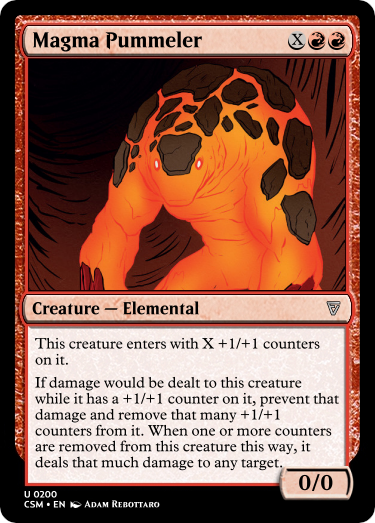 Magma Pummeler XRR
Creature — Elemental
This creature enters with X +1/+1 counters
on it.
If damage would be dealt to this creature
while it has a +1/+1 counter on it, prevent that
damage and remove that many +1/+1
counters from it. When one or more counters
are removed from this creature this way, it
deals that much damage to any target.
0/0
U 0200
CSM • EN Adam Rebottaro